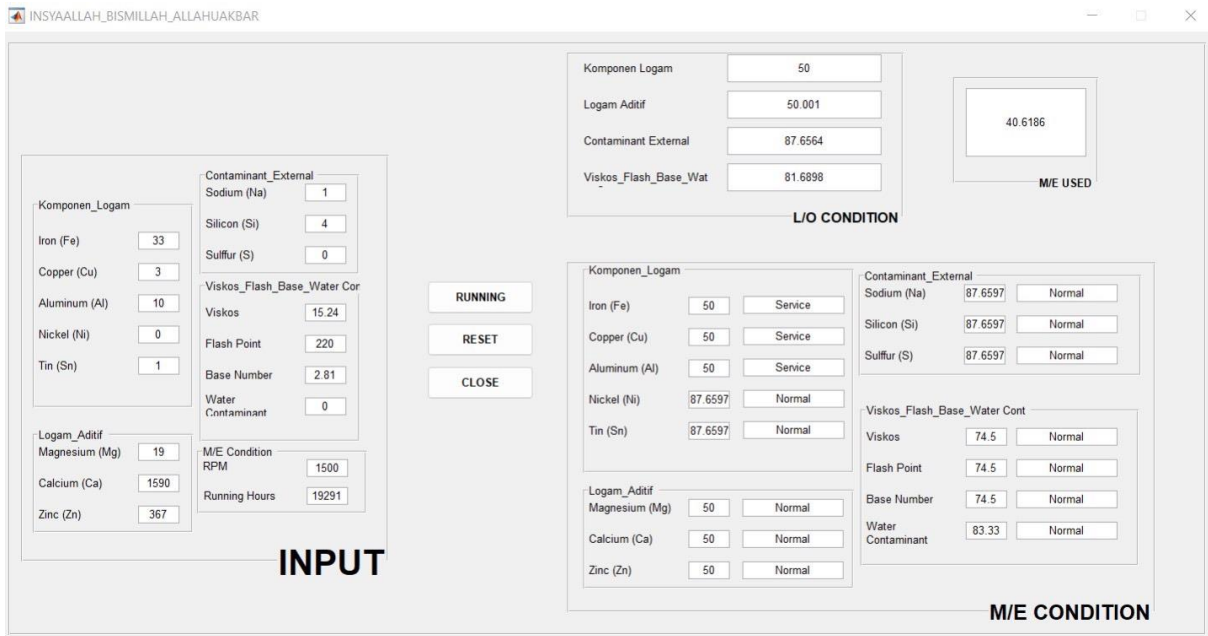 INSYAALLAH_BISMILLAH_ALLAHUAKBAR
Komponen_Logam
Iron (Fe) 33
Copper (Cu) 3
Aluminum (Al) 10
Nickel (Ni) 0
Tin (Sn) 1
Logam_Aditif
Magnesium (Mg) 19
Calcium (Ca) 1590
Zinc (Zn) 367
Contaminant_External
Sodium (Na) 1
Silicon (Si) 4
Sulffur (S) 0
Viskos_Flash_Base_Water Cor
Viskos 15.24
Flash Point 220
Base Number 2.81
Water
Contaminant 0
M/E Condition
RPM 1500
Running Hours 19291
INPUT
RUNNING
RESET
CLOSE
Komponen Logam 50
Logam Aditif 50.001
Contaminant External 87.6564
Viskos_Flash_Base_Wat 81.6898
L/O CONDITION
40.6186
M/E USED
Komponen_Logam
Iron (Fe) 50 Service
Copper (Cu) 50 Service
Aluminum (Al) 50 Service
Nickel (Ni) 87.6597 Normal
Tin (Sn) 87.6597 Normal
Logam_Aditif
Magnesium (Mg) 50 Normal
Calcium (Ca) 50 Normal
Zinc (Zn) 50 Normal
Contaminant_External
Sodium (Na) 87.6597 Normal
Silicon (Si) 87.6597 Normal
Sulffur (S) 87.6597 Normal
Viskos_Flash_Base_Water Cont
Viskos 74.5 Normal
Flash Point 74.5 Normal
Base Number 74.5 Normal
Water
Contaminant 83.33 Normal
M/E CONDITION